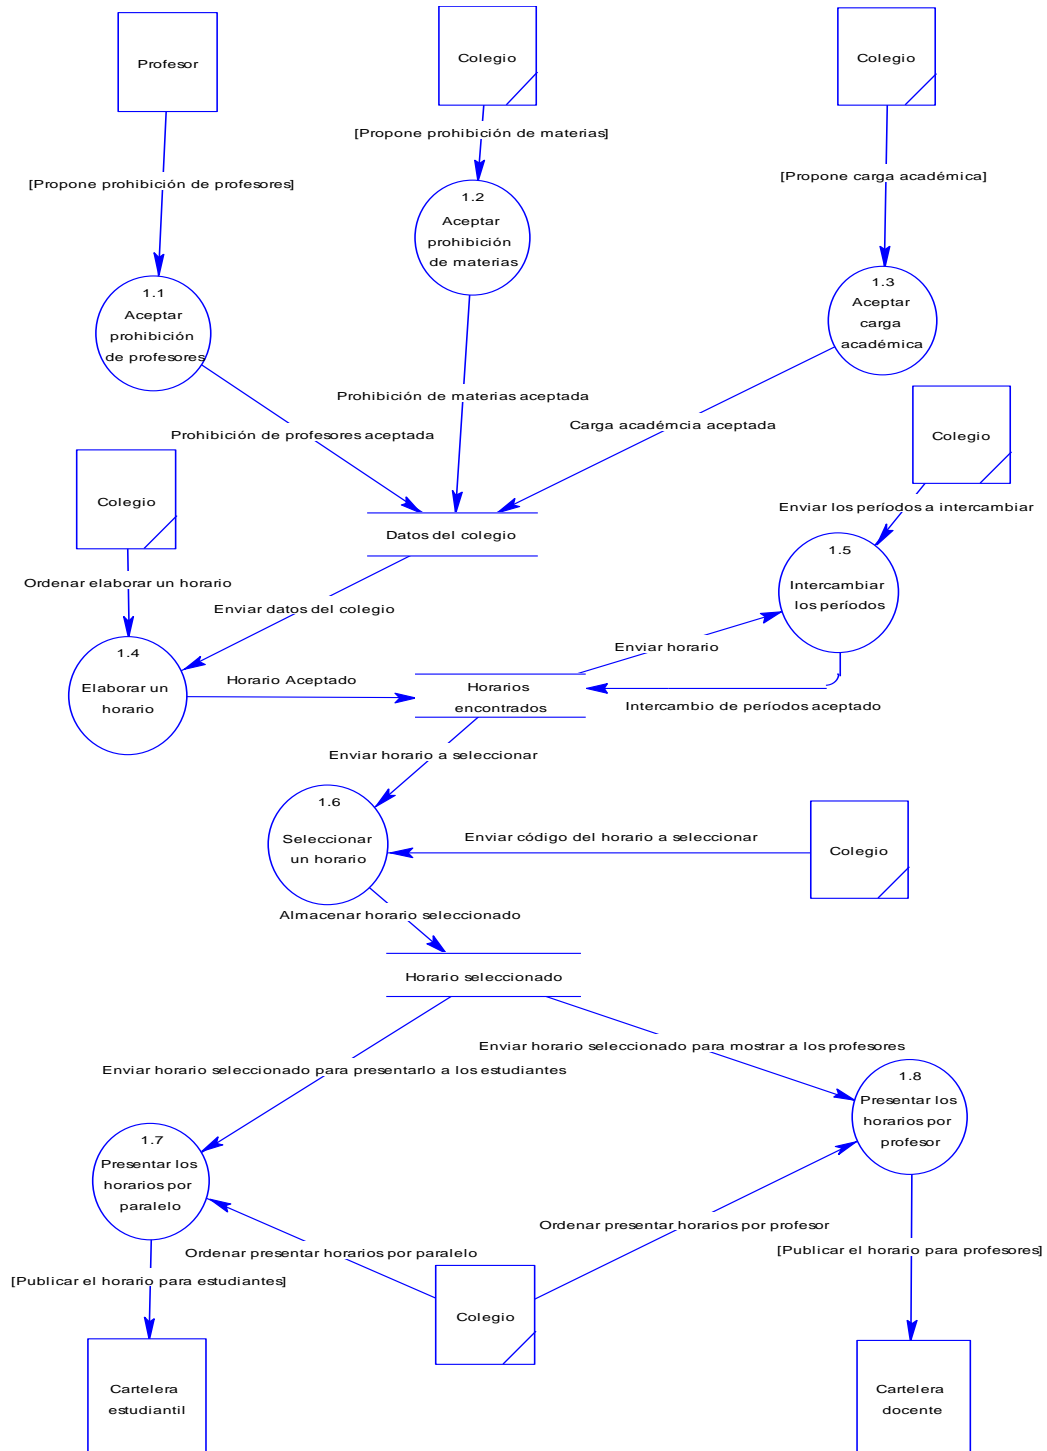 Profesor
Colegio
Colegio
[Propone prohibición de materias]
[Propone prohibición de profesores]
[Propone carga académica]
1.2
Aceptar
prohibición
de materias
1.1
Aceptar
prohibición
de profesores
1.3
Aceptar
carga
académica
Prohibición de materias aceptada
Prohibición de profesores aceptada
Carga académcia aceptada
Colegio
Colegio
Enviar los períodos a intercambiar
Datos del colegio
1.5
Intercambiar
los períodos
Ordenar elaborar un horario
Enviar datos del colegio
1.4
Elaborar un
horario
Enviar horario
Horario Aceptado
Horarios
encontrados
Intercambio de períodos aceptado
Enviar horario a seleccionar
1.6
Seleccionar
un horario
Enviar código del horario a seleccionar
Colegio
Almacenar horario seleccionado
Horario seleccionado
Enviar horario seleccionado para mostrar a los profesores
Enviar horario seleccionado para presentarlo a los estudiantes
1.8
Presentar los
horarios por
profesor
1.7
Presentar los
horarios por
paralelo
Ordenar presentar horarios por profesor
Ordenar presentar horarios por paralelo
[Publicar el horario para profesores]
[Publicar el horario para estudiantes]
Colegio
Cartelera
estudiantil
Cartelera
docente